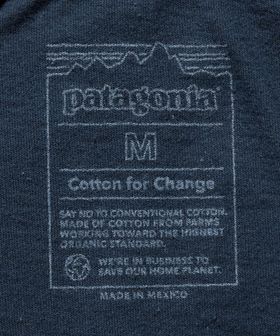 patagonia
M
Cotton for Change
SAY NO TO CONVENTIONAL COTTON.
MADE OF COTTON FROM FARMS
WORKING TOWARD THE HIGHEST
ORGANIC STANDARD.
WE'RE IN BUSINESS TO
SAVE OUR HOME PLANET.
MADE IN MEXICO